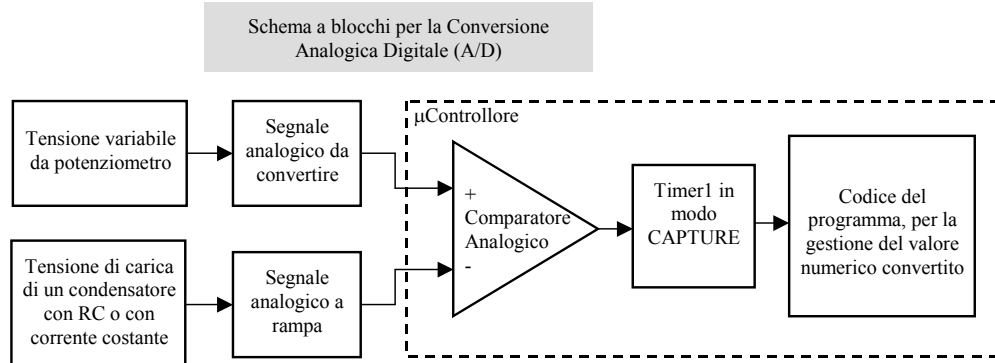 Schema a blocchi per la Conversione
Analogica Digitale (A/D)
Tensione variabile
da potenziometro
Segnale
analogico da
convertire
Tensione di carica
di un condensatore
con RC o con
corrente costante
Segnale
analogico a
rampa
μControllore
+
Comparatore
Analogico
-
Timer1 in
modo
CAPTURE
Codice del
programma, per la
gestione del valore
numerico convertito